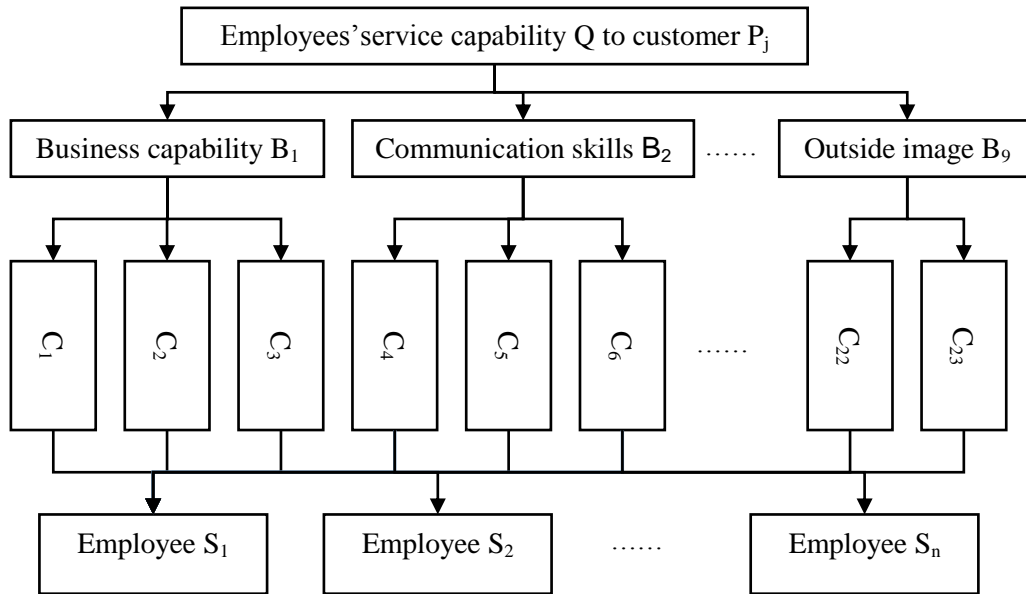 Employees’service capability Q to customer Pj
Business capability B1
Communication skills B2
……
Outside image B9
C1
C2
C3
C4
C5
C6
……
C22
C23
Employee S1
Employee S2
……
Employee Sn